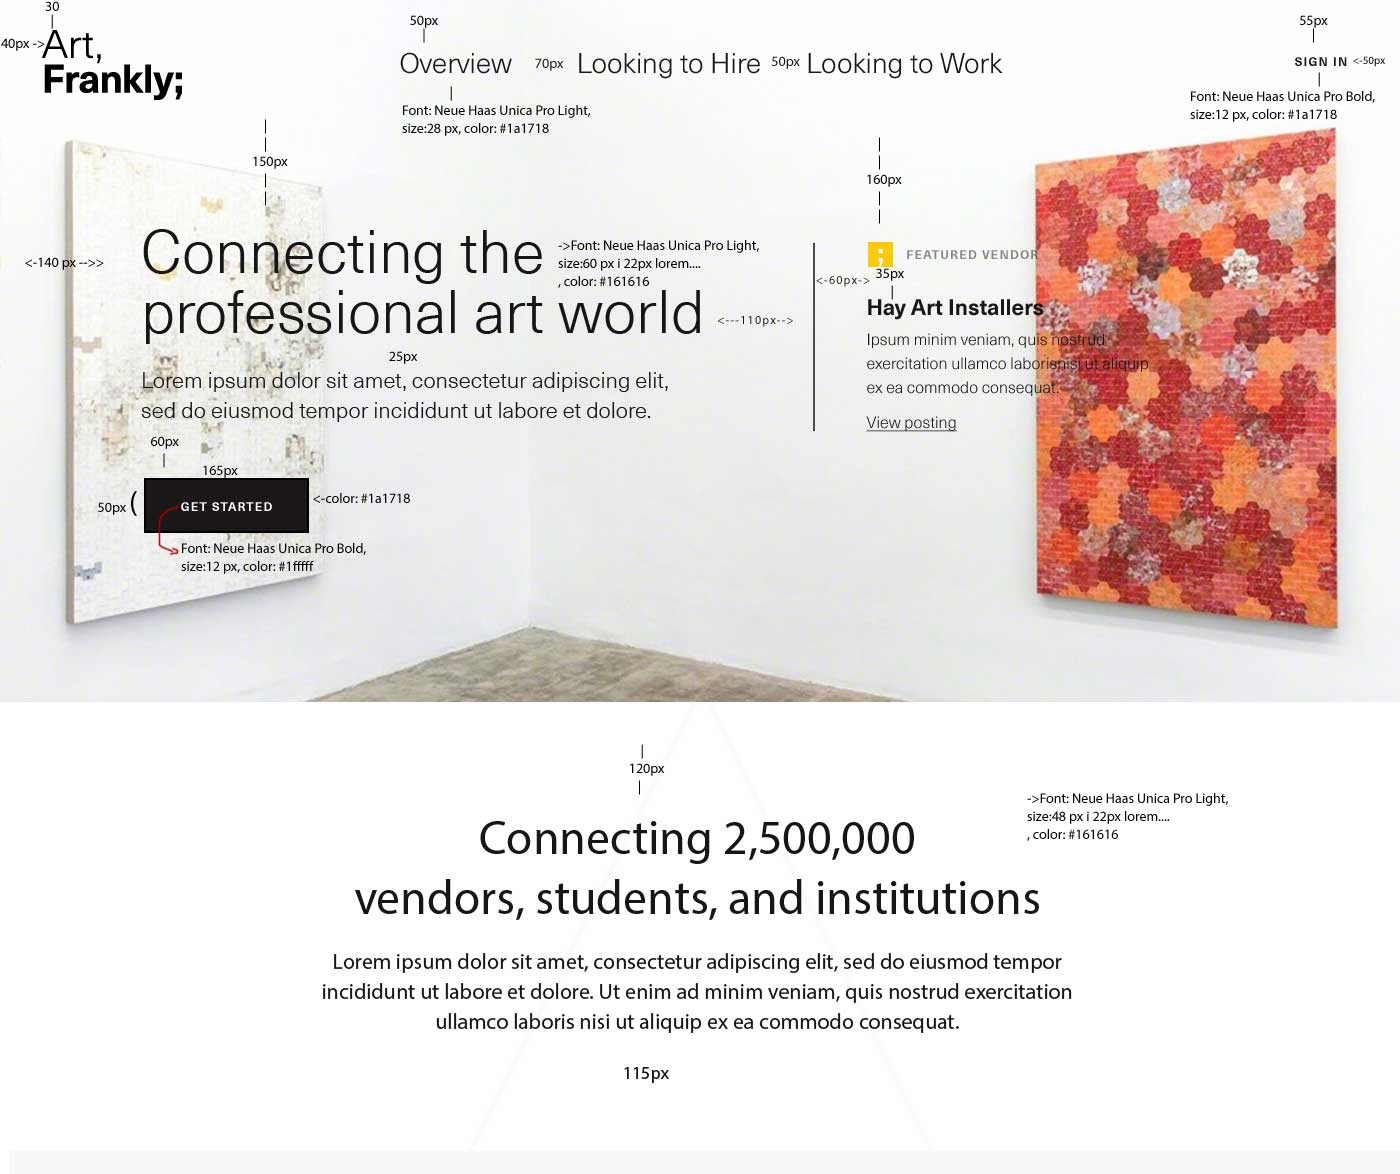 30
40px ->
Art,
Frankly;
50px
Overview
70px
Looking to Hire
50px
Looking to Work
Font: Neue Haas Unica Pro Light,
size:28 px, color: #1a1718
55px
SIGN IN
<-50px
Font: Neue Haas Unica Pro Bold,
size:12 px, color: #1a1718
150px
160px
<-140 px -->>
Connecting the
professional art world
->Font: Neue Haas Unica Pro Light,
size:60 px i 22px lorem....
, color: #161616
<---110px-->
25px
Lorem ipsum dolor sit amet, consectetur adipiscing elit,
sed do eiusmod tempor incididunt ut labore et dolore.
;
FEATURED VENDOR
<-60px->
35px
Hay Art Installers
Ipsum minim veniam, quis nostrud
exercitation ullamco laborisnisi ut aliquip
ex ea commodo consequat.
View posting
60px
165px
50px (
GET STARTED
<-color: #1a1718
Font: Neue Haas Unica Pro Bold,
size:12 px, color: #1fffff
120px
->Font: Neue Haas Unica Pro Light,
size:48 px i 22px lorem....
, color: #161616
Connecting 2,500,000
vendors, students, and institutions
Lorem ipsum dolor sit amet, consectetur adipiscing elit, sed do eiusmod tempor
incididunt ut labore et dolore. Ut enim ad minim veniam, quis nostrud exercitation
ullamco laboris nisi ut aliquip ex ea commodo consequat.
115px